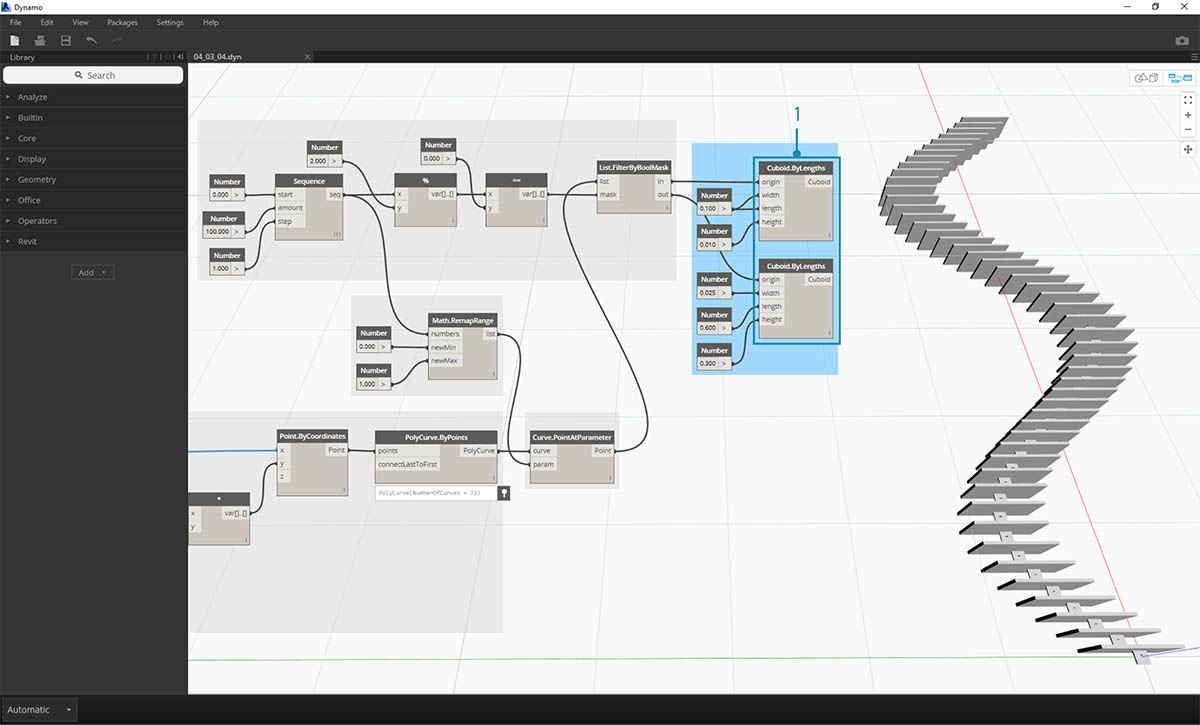 Dynamo
File Edit View Packages Settings Help
Library
04_03_04.dyn
Search
Analyze
BuiltIn
Core
Display
Geometry
Office
Operators
Revit
Add
Number
2.000 >
Number
0.000 >
Number
0.000 >
Number
100.000 >
Number
1.000 >
Sequence
start seq
amount
step
%
x var[]..[]
y
==
x var[]..[]
y
List.FilterByBoolMask
list in
mask out
1
Cuboid.ByLengths
origin Cuboid
width
length
height
Number
0.100 >
Number
0.010 >
Cuboid.ByLengths
origin Cuboid
width
length
height
Number
0.025 >
Number
0.600 >
Number
0.300 >
Number
0.000 >
Number
1.000 >
Math.RemapRange
numbers list
newMin
newMax
Point.ByCoordinates
x Point
y
z
PolyCurve.ByPoints
points PolyCurve
connectLastToFirst
PolyCurve(NumberOfCurves = 72)
Curve.PointAtParameter
curve Point
param
*
x var[]..[]
y
Automatic